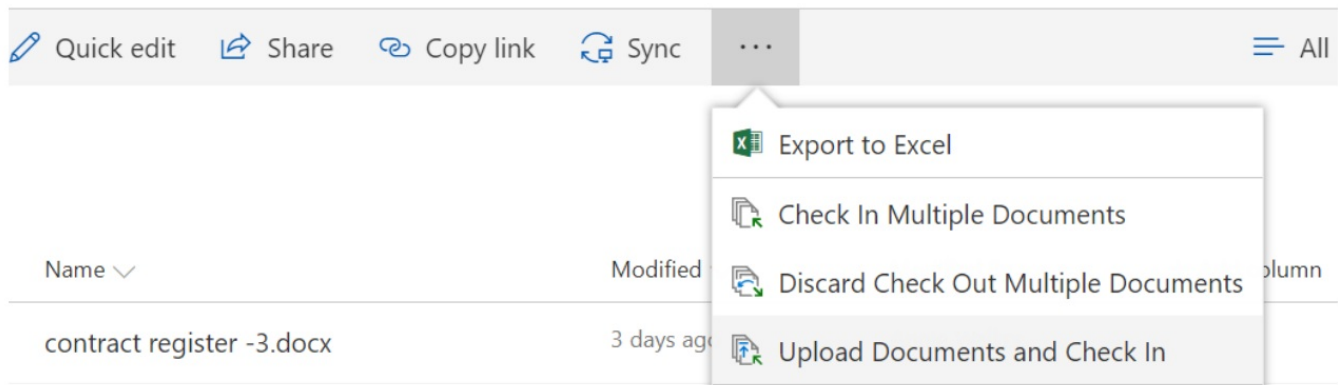 Quick edit Share Copy link Sync ... All
Export to Excel
Check In Multiple Documents
Name Modified
Discard Check Out Multiple Documents
contract register -3.docx 3 days
Upload Documents and Check In